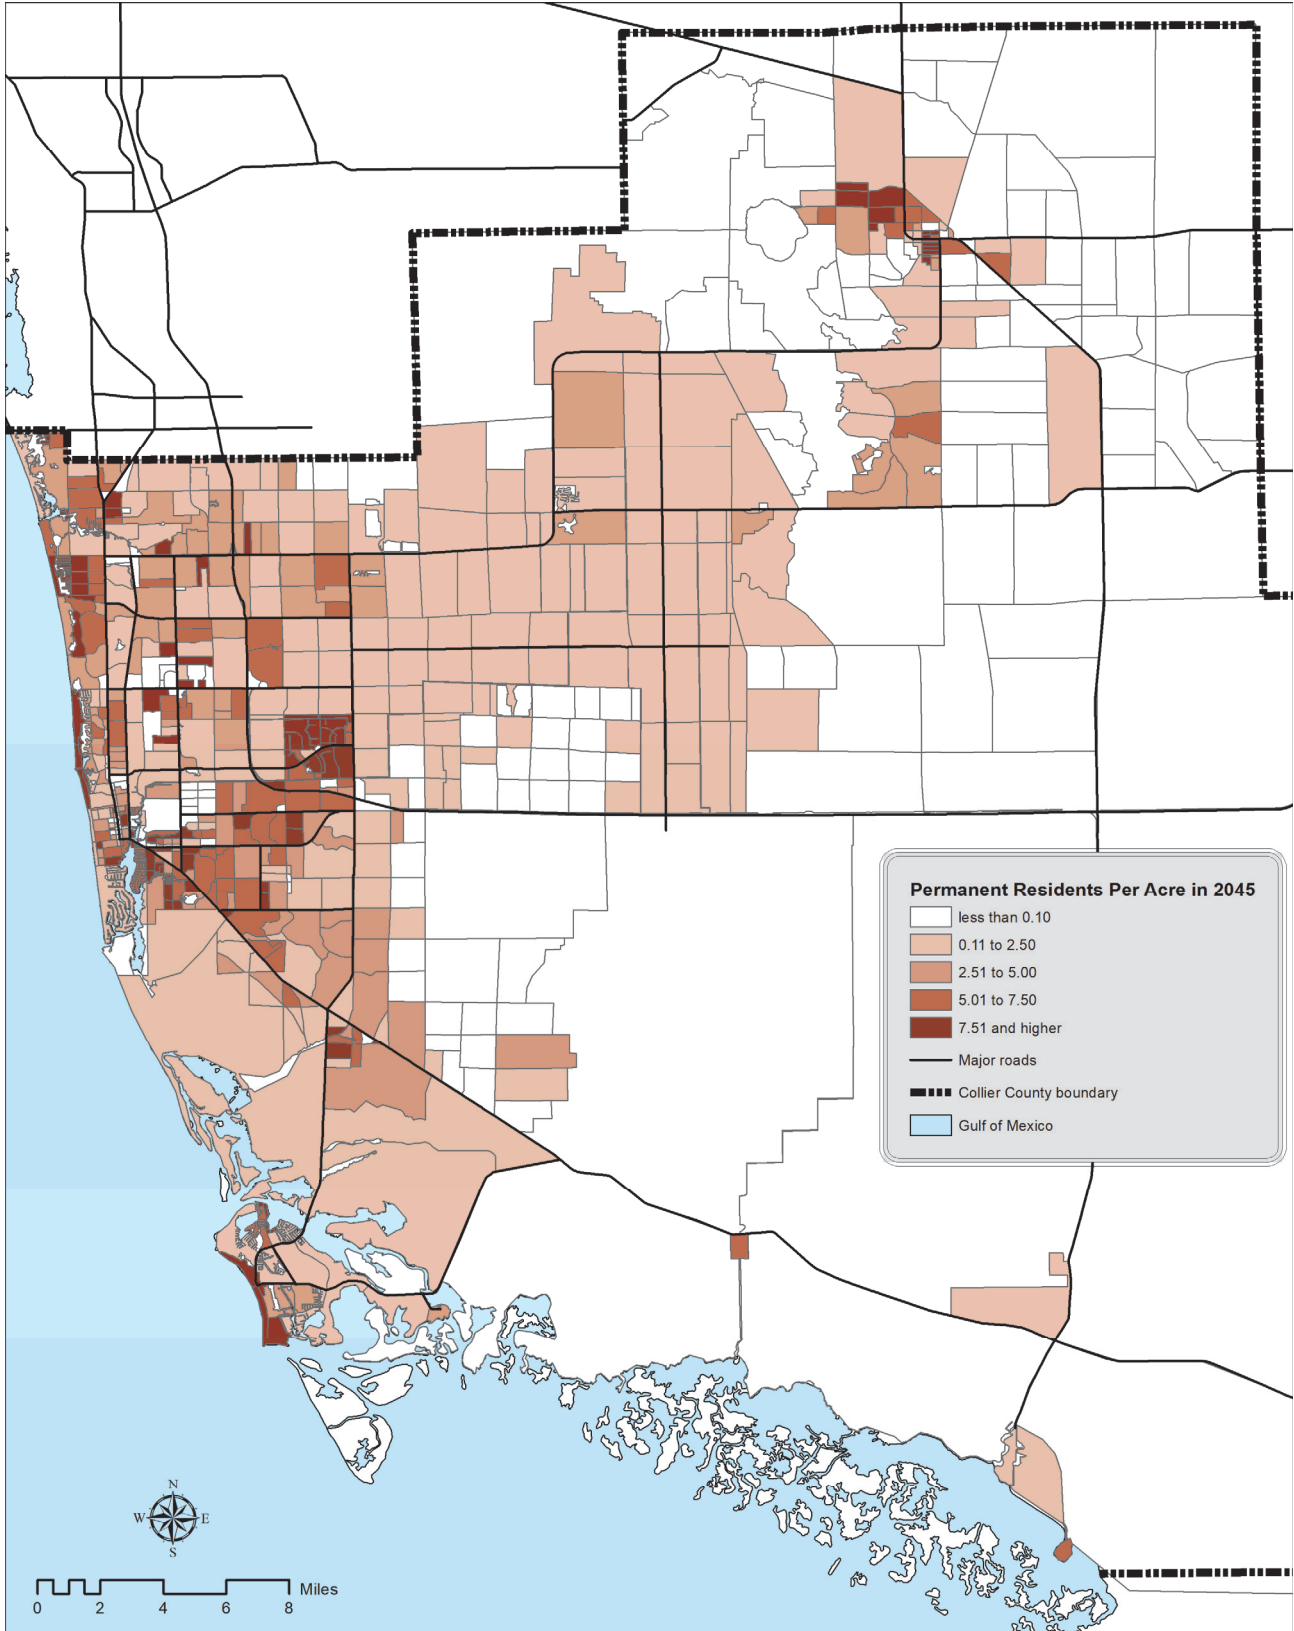 Permanent Residents Per Acre in 2045
less than 0.10
0.11 to 2.50
2.51 to 5.00
5.01 to 7.50
7.51 and higher
Major roads
Collier County boundary
Gulf of Mexico
N
W E
S
Miles
0 2 4 6 8